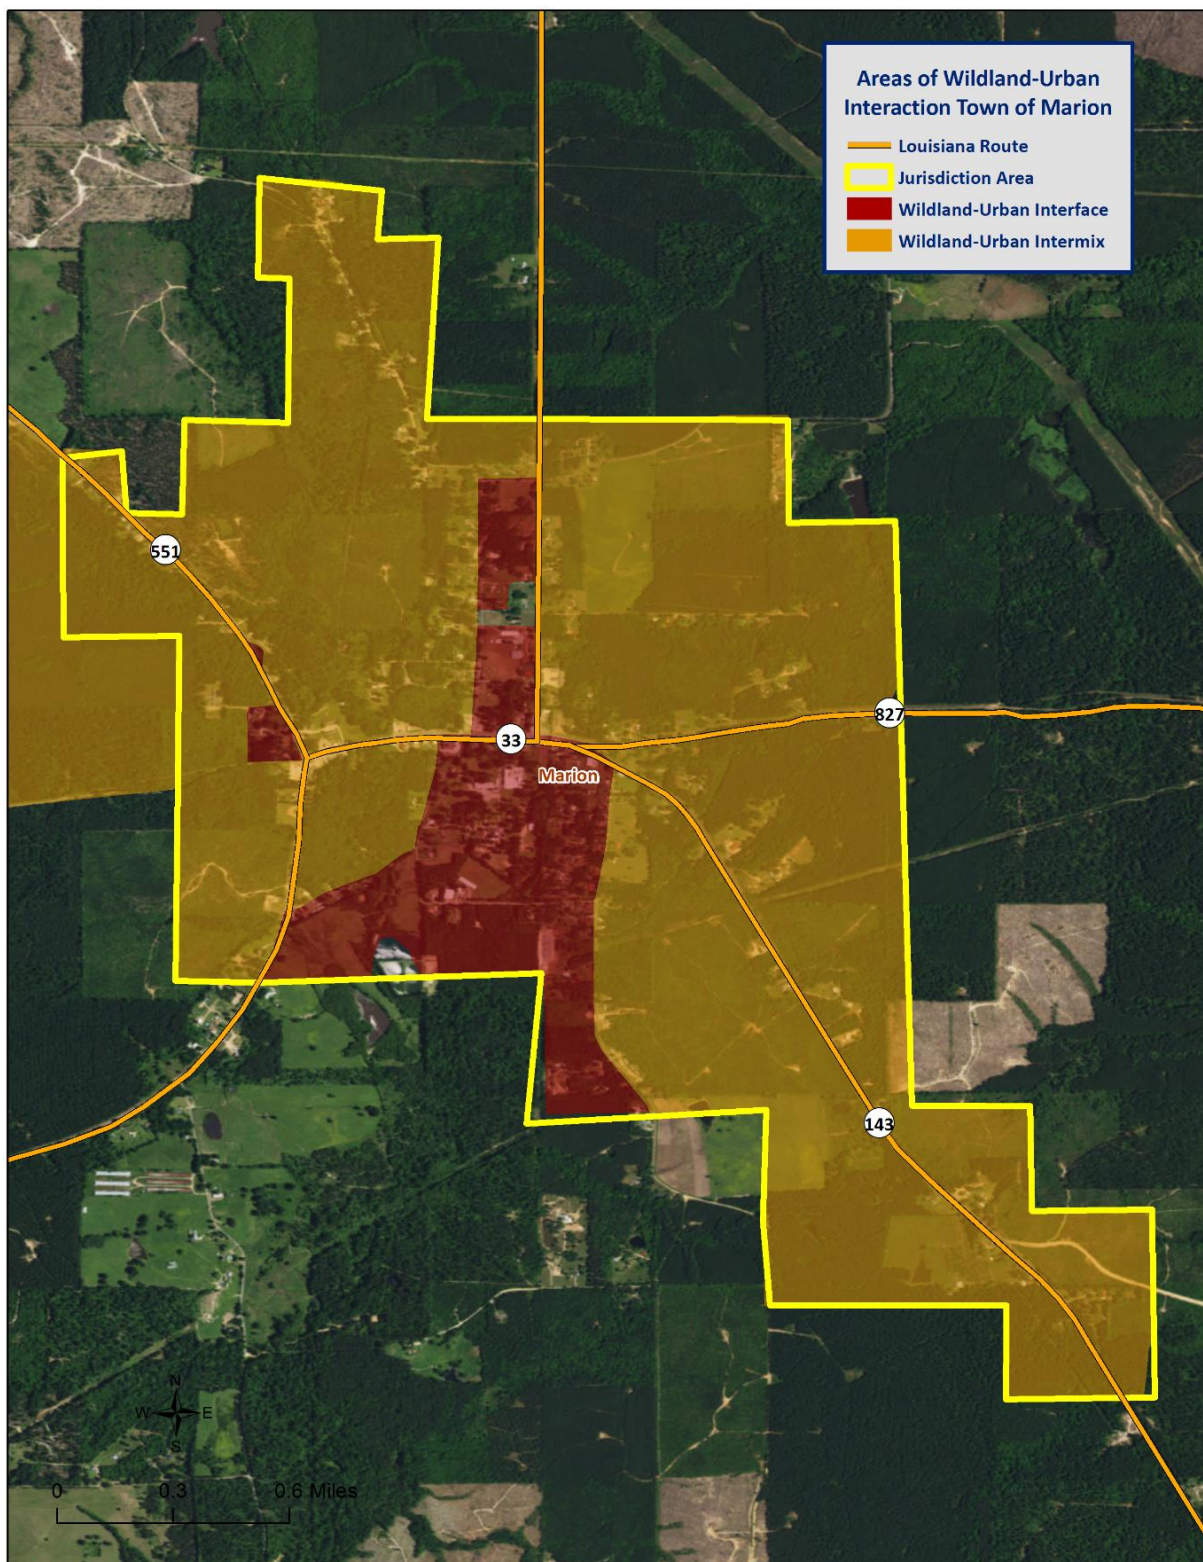 Areas of Wildland-Urban
Interaction Town of Marion
Louisiana Route
Jurisdiction Area
Wildland-Urban Interface
Wildland-Urban Intermix
551
827
33
Marion
143
N
W E
S
0 0.3 0.6 Miles